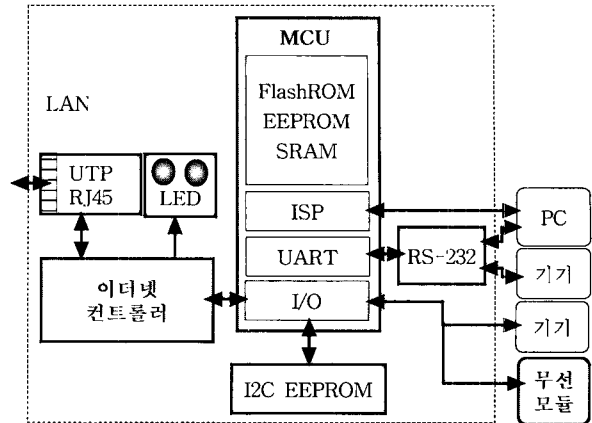 MCU
FlashROM
EEPROM
SRAM
LAN
UTP
RJ45
LED
ISP
PC
UART
RS-232
이더넷
컨트롤러
I/O
기기
기기
I2C EEPROM
무선
모듈